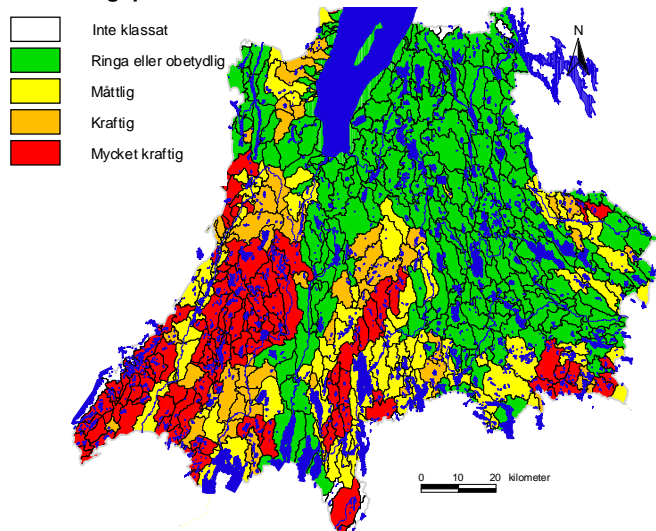 Inte klassat
Ringa eller obetydlig
Måttlig
Kraftig
Mycket kraftig
N
0 10 20 kilometer